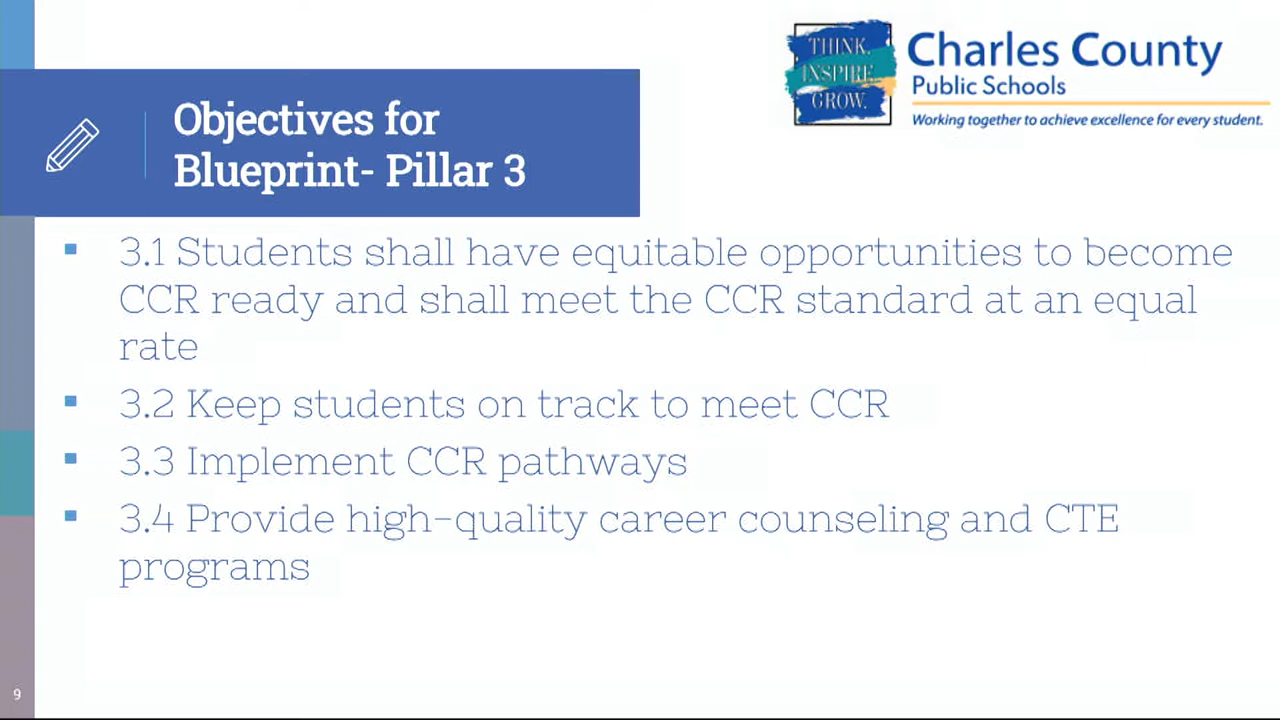 THINK.
INSPIRE.
GROW.
Charles County
Public Schools
Working together to achieve excellence for every student.
Objectives for
Blueprint- Pillar 3
▪ 3.1 Students shall have equitable opportunities to become
CCR ready and shall meet the CCR standard at an equal
rate
▪ 3.2 Keep students on track to meet CCR
▪ 3.3 Implement CCR pathways
▪ 3.4 Provide high-quality career counseling and CTE
programs
9